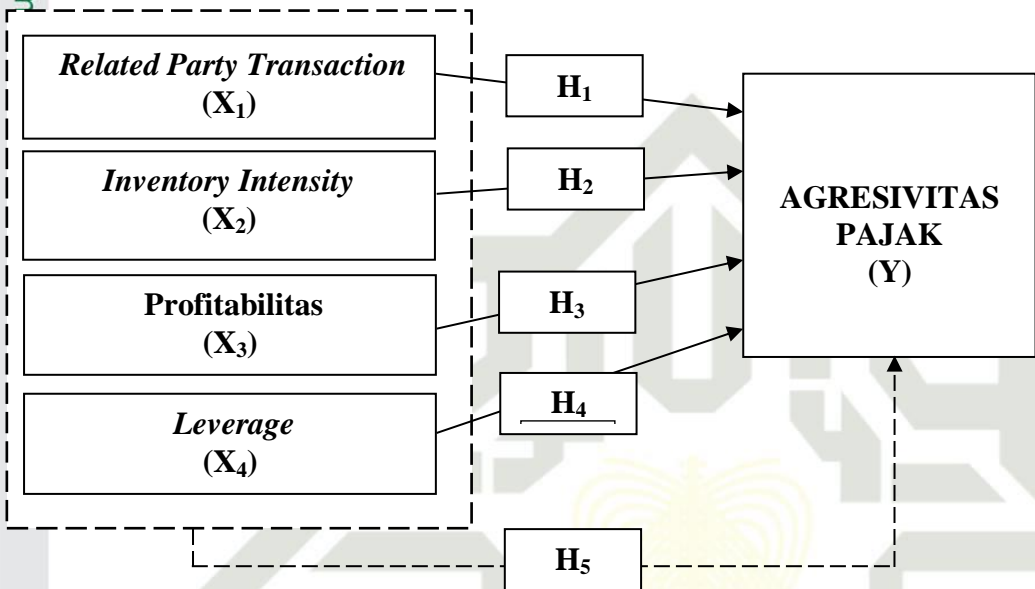 Related Party Transaction
(X₁)
H₁
Inventory Intensity
(X₂)
H₂
AGRESIVITAS
PAJAK
(Y)
Profitabilitas
(X₃)
H₃
Leverage
(X₄)
H₄
H₅